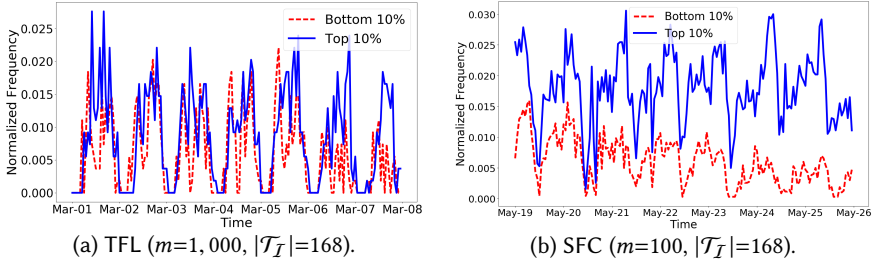 Normalized Frequency
0.025
0.020
0.015
0.010
0.005
0.000
Bottom 10%
Top 10%
Mar-01 Mar-02 Mar-03 Mar-04 Mar-05 Mar-06 Mar-07 Mar-08
Time
(a) TFL (m=1, 000, |𝒯_ℐ|=168).
Normalized Frequency
0.030
0.025
0.020
0.015
0.010
0.005
0.000
Bottom 10%
Top 10%
May-19 May-20 May-21 May-22 May-23 May-24 May-25 May-26
Time
(b) SFC (m=100, |𝒯_ℐ|=168).